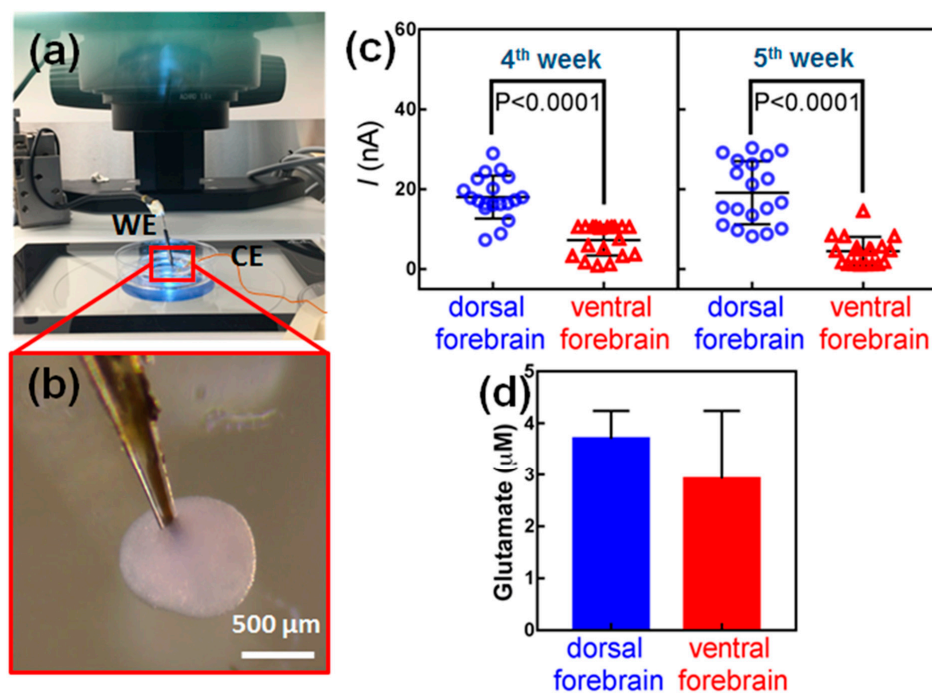 (a)
WE
CE
(b)
500 μm
(c)
60
40
20
0
I (nA)
4th week
P<0.0001
5th week
P<0.0001
dorsal
forebrain
ventral
forebrain
dorsal
forebrain
ventral
forebrain
(d)
5
4
3
2
1
0
Glutamate (μM)
dorsal
forebrain
ventral
forebrain